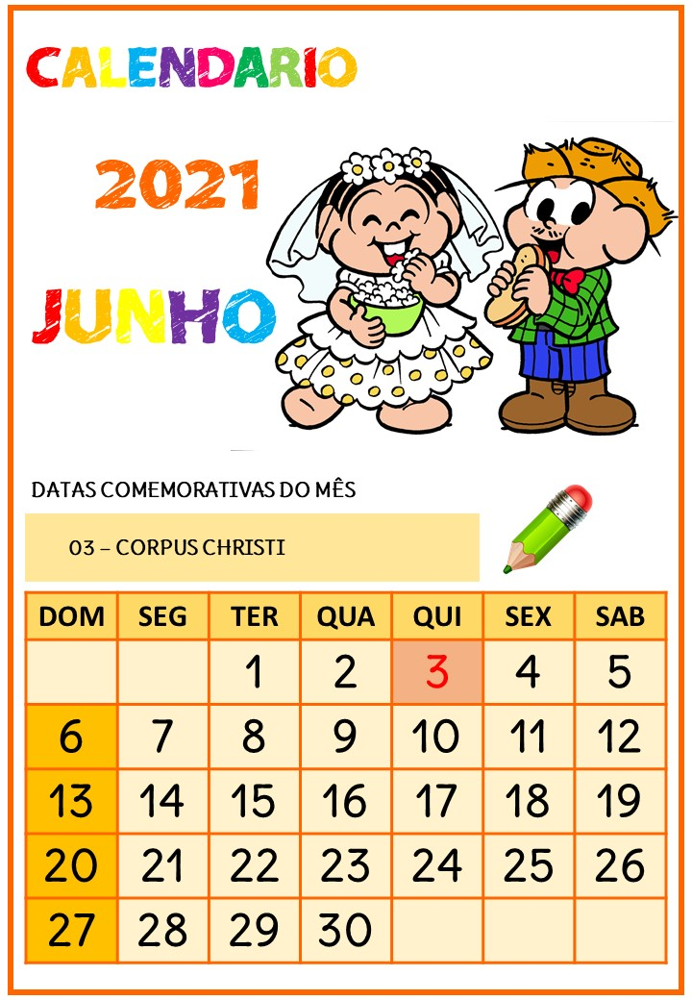 CALENDARIO
2021
JUNHO
DATAS COMEMORATIVAS DO MÊS
03 – CORPUS CHRISTI
DOM SEG TER QUA QUI SEX SAB
1 2 3 4 5
6 7 8 9 10 11 12
13 14 15 16 17 18 19
20 21 22 23 24 25 26
27 28 29 30